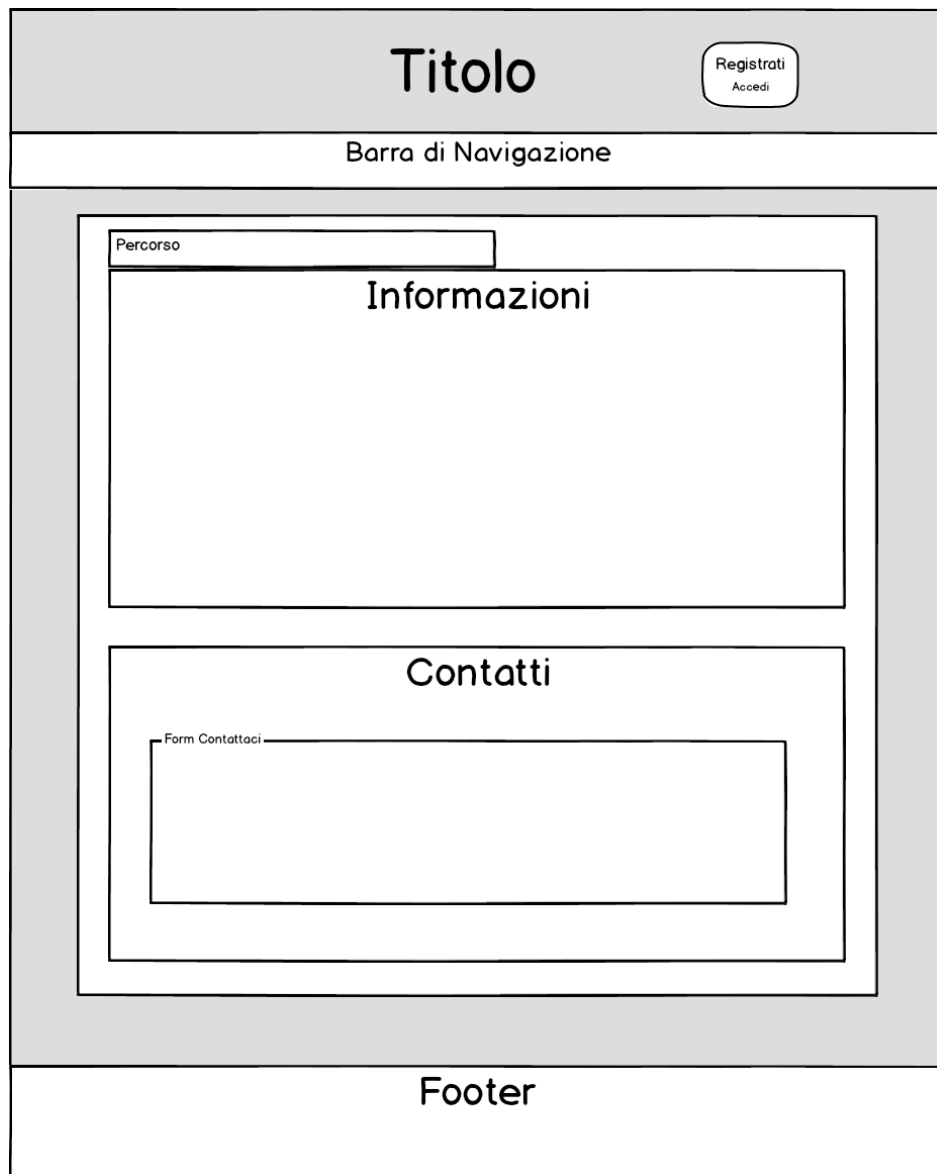 Titolo
Registrati
Accedi
Barra di Navigazione
Percorso
Informazioni
Contatti
Form Contattaci
Footer